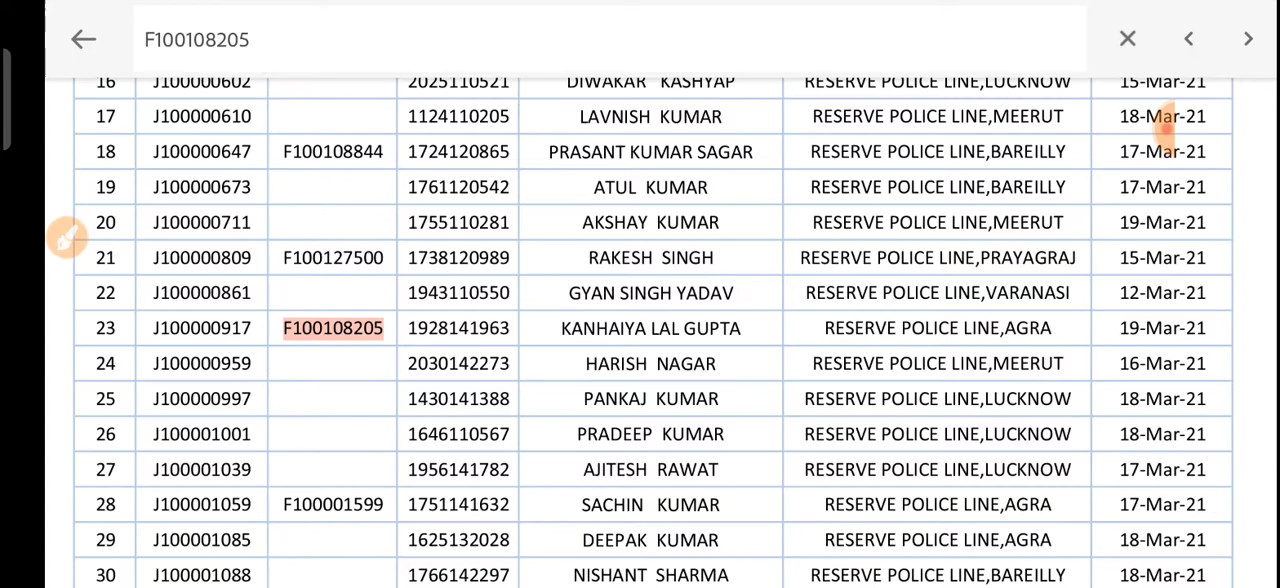 F100108205
16 J100000602 2025110521 DIWAKAR KASHYAP RESERVE POLICE LINE,LUCKNOW 15-Mar-21
17 J100000610 1124110205 LAVNISH KUMAR RESERVE POLICE LINE,MEERUT 18-Mar-21
18 J100000647 F100108844 1724120865 PRASANT KUMAR SAGAR RESERVE POLICE LINE,BAREILLY 17-Mar-21
19 J100000673 1761120542 ATUL KUMAR RESERVE POLICE LINE,BAREILLY 17-Mar-21
20 J100000711 1755110281 AKSHAY KUMAR RESERVE POLICE LINE,MEERUT 19-Mar-21
21 J100000809 F100127500 1738120989 RAKESH SINGH RESERVE POLICE LINE,PRAYAGRAJ 15-Mar-21
22 J100000861 1943110550 GYAN SINGH YADAV RESERVE POLICE LINE,VARANASI 12-Mar-21
23 J100000917 F100108205 1928141963 KANHAIYA LAL GUPTA RESERVE POLICE LINE,AGRA 19-Mar-21
24 J100000959 2030142273 HARISH NAGAR RESERVE POLICE LINE,MEERUT 16-Mar-21
25 J100000997 1430141388 PANKAJ KUMAR RESERVE POLICE LINE,LUCKNOW 18-Mar-21
26 J100001001 1646110567 PRADEEP KUMAR RESERVE POLICE LINE,LUCKNOW 18-Mar-21
27 J100001039 1956141782 AJITESH RAWAT RESERVE POLICE LINE,LUCKNOW 17-Mar-21
28 J100001059 F100001599 1751141632 SACHIN KUMAR RESERVE POLICE LINE,AGRA 17-Mar-21
29 J100001085 1625132028 DEEPAK KUMAR RESERVE POLICE LINE,AGRA 18-Mar-21
30 J100001088 1766142297 NISHANT SHARMA RESERVE POLICE LINE,BAREILLY 18-Mar-21